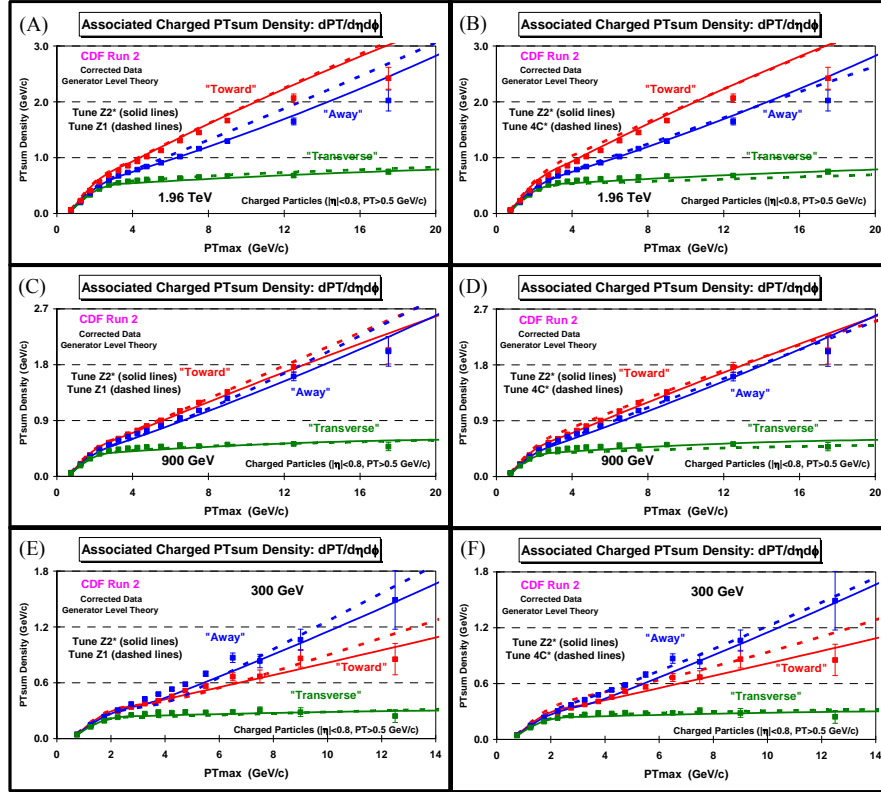 (A)
Associated Charged PTsum Density: dPT/dηdϕ
3.0
2.0
1.0
0.0
PTsum Density (GeV/c)
CDF Run 2
Corrected Data
Generator Level Theory
"Toward"
Tune Z2* (solid lines)
Tune Z1 (dashed lines)
"Away"
"Transverse"
1.96 TeV
Charged Particles (|η|<0.8, PT>0.5 GeV/c)
0 4 8 12 16 20
PTmax (GeV/c)
(B)
Associated Charged PTsum Density: dPT/dηdϕ
3.0
2.0
1.0
0.0
PTsum Density (GeV/c)
CDF Run 2
Corrected Data
Generator Level Theory
"Toward"
Tune Z2* (solid lines)
Tune 4C* (dashed lines)
"Away"
"Transverse"
1.96 TeV
Charged Particles (|η|<0.8, PT>0.5 GeV/c)
0 4 8 12 16 20
PTmax (GeV/c)
(C)
Associated Charged PTsum Density: dPT/dηdϕ
2.7
1.8
0.9
0.0
PTsum Density (GeV/c)
CDF Run 2
Corrected Data
Generator Level Theory
"Toward"
Tune Z2* (solid lines)
Tune Z1 (dashed lines)
"Away"
"Transverse"
900 GeV
Charged Particles (|η|<0.8, PT>0.5 GeV/c)
0 4 8 12 16 20
PTmax (GeV/c)
(D)
Associated Charged PTsum Density: dPT/dηdϕ
2.7
1.8
0.9
0.0
PTsum Density (GeV/c)
CDF Run 2
Corrected Data
Generator Level Theory
"Toward"
Tune Z2* (solid lines)
Tune 4C* (dashed lines)
"Away"
"Transverse"
900 GeV
Charged Particles (|η|<0.8, PT>0.5 GeV/c)
0 4 8 12 16 20
PTmax (GeV/c)
(E)
Associated Charged PTsum Density: dPT/dηdϕ
1.8
1.2
0.6
0.0
PTsum Density (GeV/c)
CDF Run 2
300 GeV
Corrected Data
Generator Level Theory
Tune Z2* (solid lines)
Tune Z1 (dashed lines)
"Away"
"Toward"
"Transverse"
Charged Particles (|η|<0.8, PT>0.5 GeV/c)
0 2 4 6 8 10 12 14
PTmax (GeV/c)
(F)
Associated Charged PTsum Density: dPT/dηdϕ
1.8
1.2
0.6
0.0
PTsum Density (GeV/c)
CDF Run 2
300 GeV
Corrected Data
Generator Level Theory
Tune Z2* (solid lines)
Tune 4C* (dashed lines)
"Away"
"Toward"
"Transverse"
Charged Particles (|η|<0.8, PT>0.5 GeV/c)
0 2 4 6 8 10 12 14
PTmax (GeV/c)